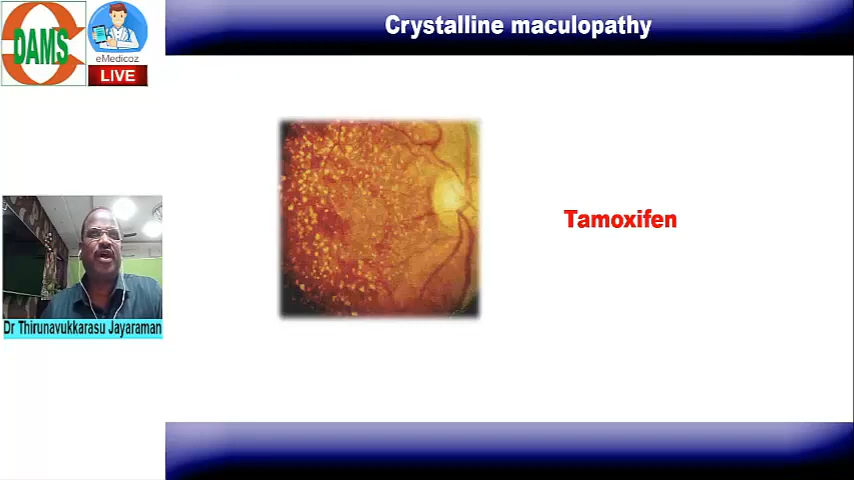 Crystalline maculopathy
DAMS
eMedicoz
LIVE
Tamoxifen
Dr Thirunavukkarasu Jayaraman